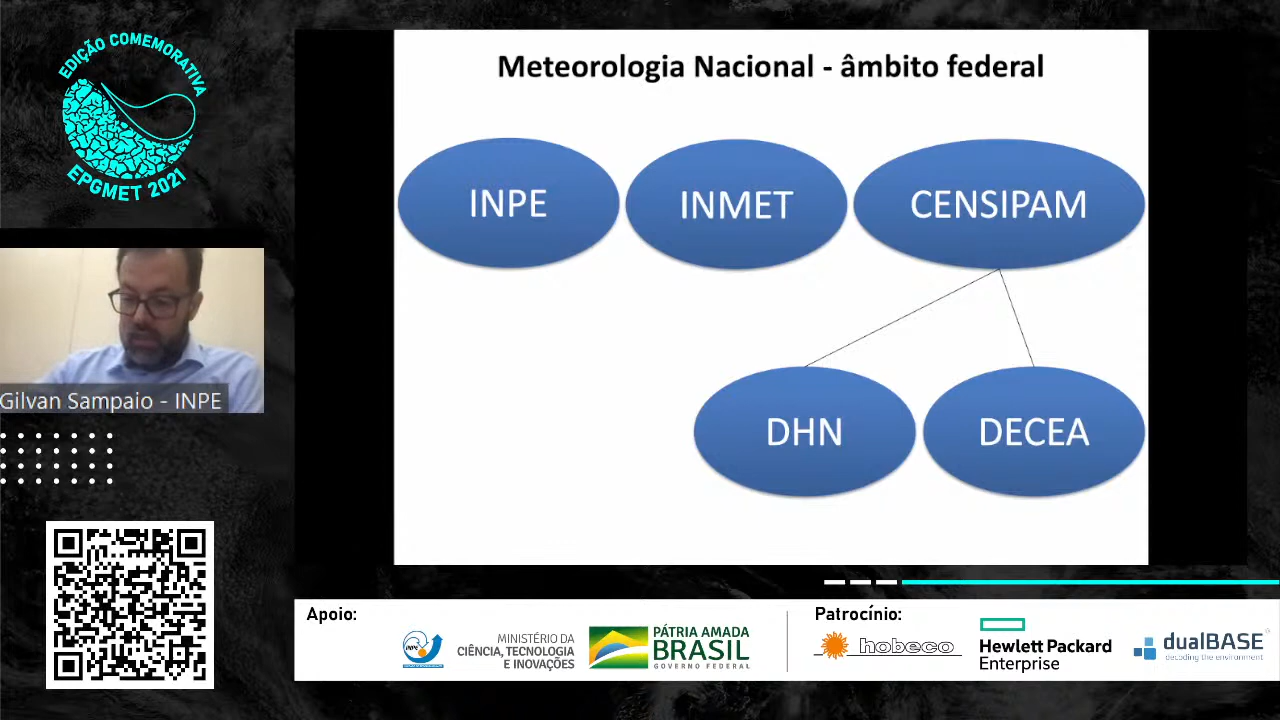 EDIÇÃO COMEMORATIVA
EPGMET 2021
Meteorologia Nacional - âmbito federal
INPE
INMET
CENSIPAM
DHN
DECEA
Gilvan Sampaio - INPE
Apoio:
INPE
MINISTÉRIO DA
CIÊNCIA, TECNOLOGIA
E INOVAÇÕES
PÁTRIA AMADA
BRASIL
GOVERNO FEDERAL
Patrocínio:
hobeco
Hewlett Packard
Enterprise
dualBASE
decoding the environment